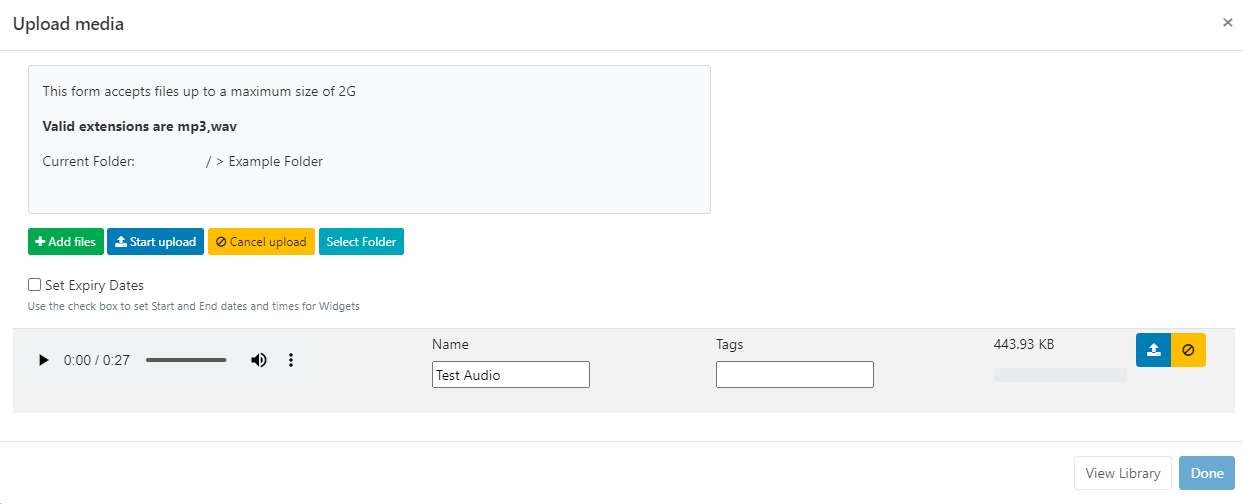 Upload media
×
This form accepts files up to a maximum size of 2G
Valid extensions are mp3,wav
Current Folder: / > Example Folder
Add files Start upload Cancel upload Select Folder
Set Expiry Dates
Use the check box to set Start and End dates and times for Widgets
0:00 / 0:27
Name
Test Audio
Tags
443.93 KB
View Library Done